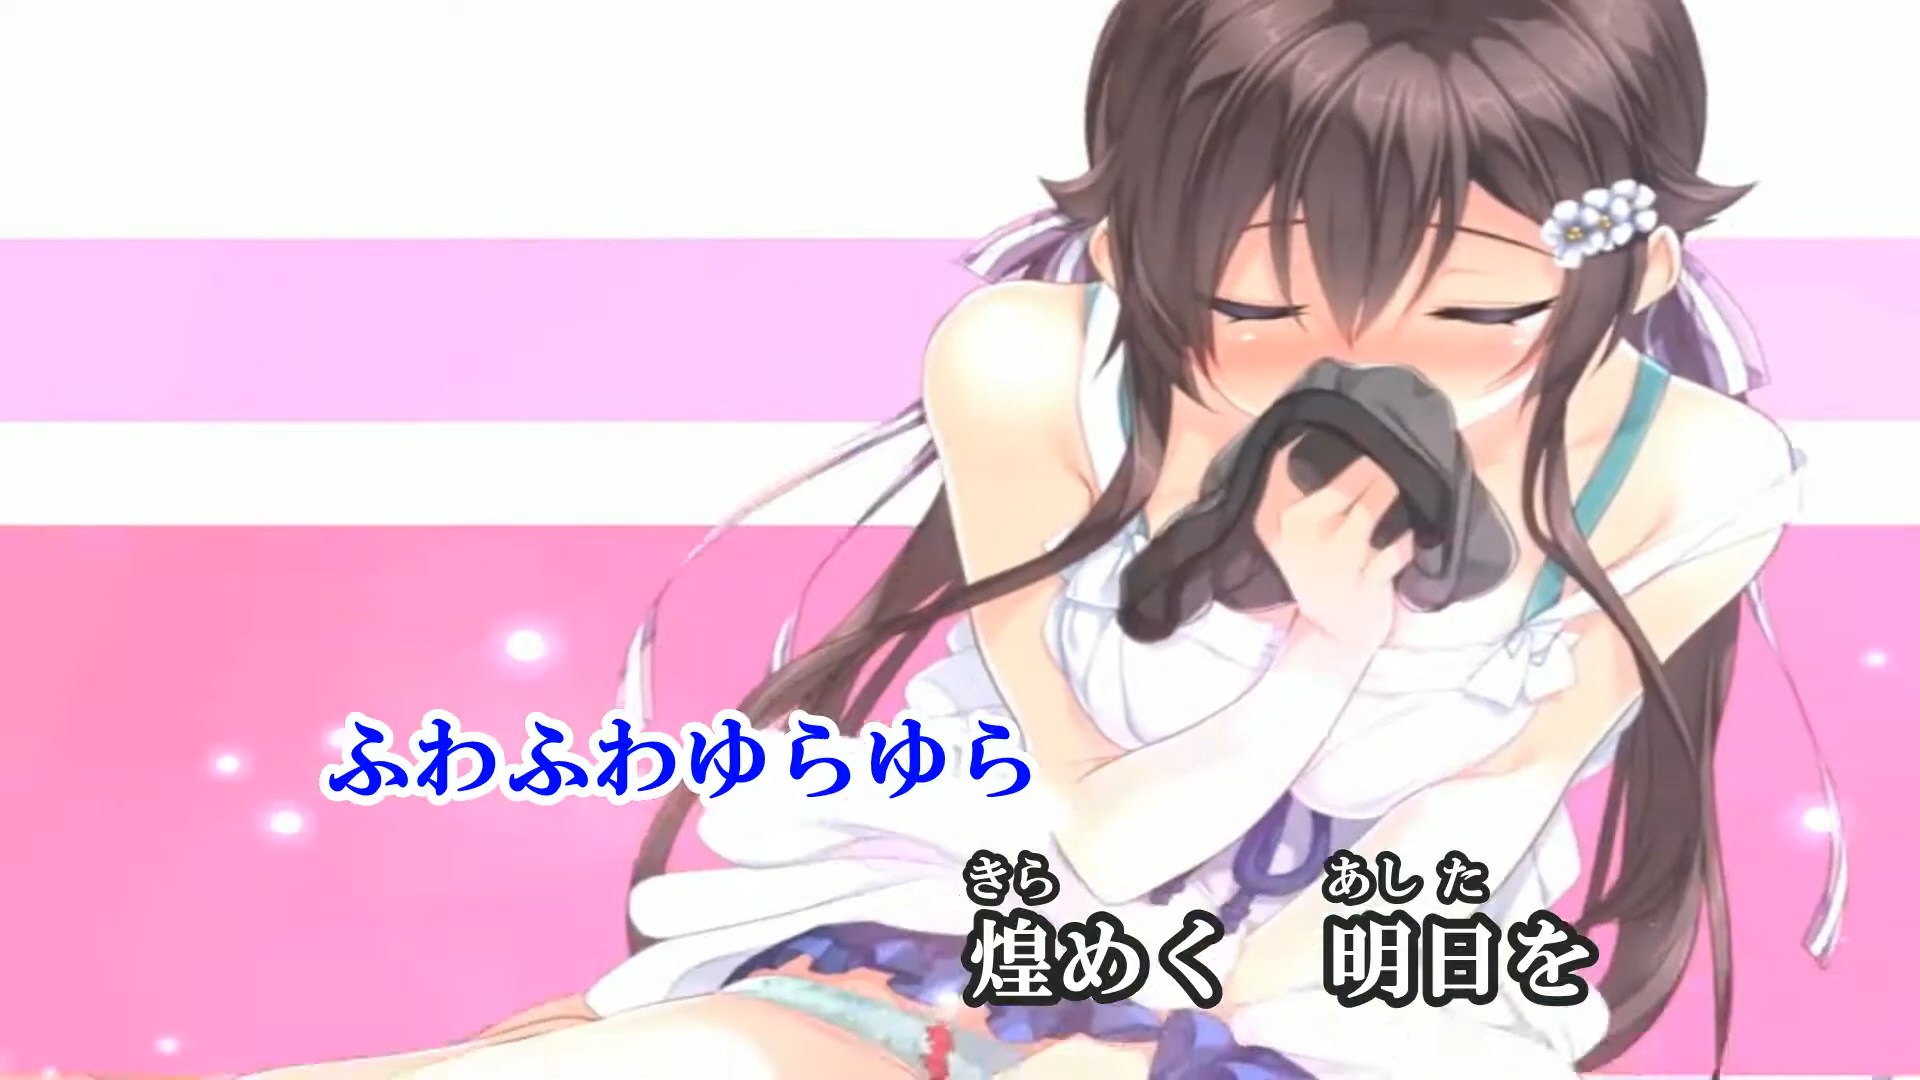 ふわふわゆらゆら
きら あした
煌めく 明日を